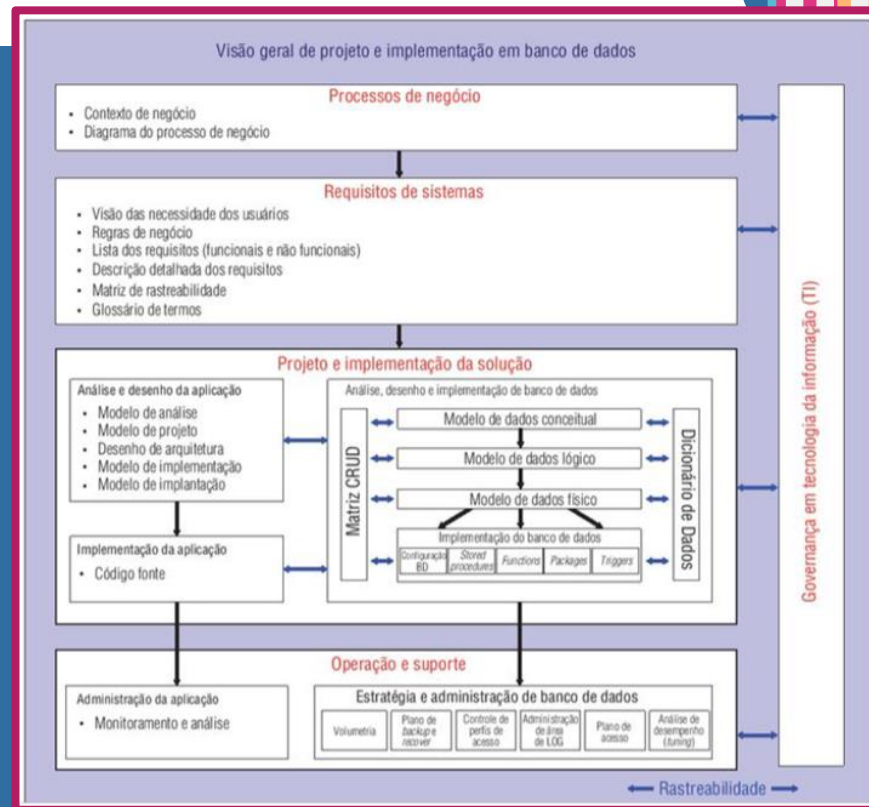 Visão geral de projeto e implementação em banco de dados
Processos de negócio
• Contexto de negócio
• Diagrama do processo de negócio
Requisitos de sistemas
• Visão das necessidade dos usuários
• Regras de negócio
• Lista dos requisitos (funcionais e não funcionais)
• Descrição detalhada dos requisitos
• Matriz de rastreabilidade
• Glossário de termos
Projeto e implementação da solução
Análise e desenho da aplicação
• Modelo de análise
• Modelo de projeto
• Desenho de arquitetura
• Modelo de implementação
• Modelo de implantação
Implementação da aplicação
• Código fonte
Análise, desenho e implementação de banco de dados
Matriz CRUD
Modelo de dados conceitual
Modelo de dados lógico
Modelo de dados físico
Implementação do banco de dados
Configuração
BD
Stored
procedures
Functions
Packages
Triggers
Dicionário de Dados
Operação e suporte
Administração da aplicação
• Monitoramento e análise
Estratégia e administração de banco de dados
Volumetria
Plano de
backup e
recover
Controle de
perfis de
acesso
Administração
de área
de LOG
Plano de
acesso
Análise de
desempenho
(tuning)
Governança em tecnologia da informação (TI)
Rastreabilidade